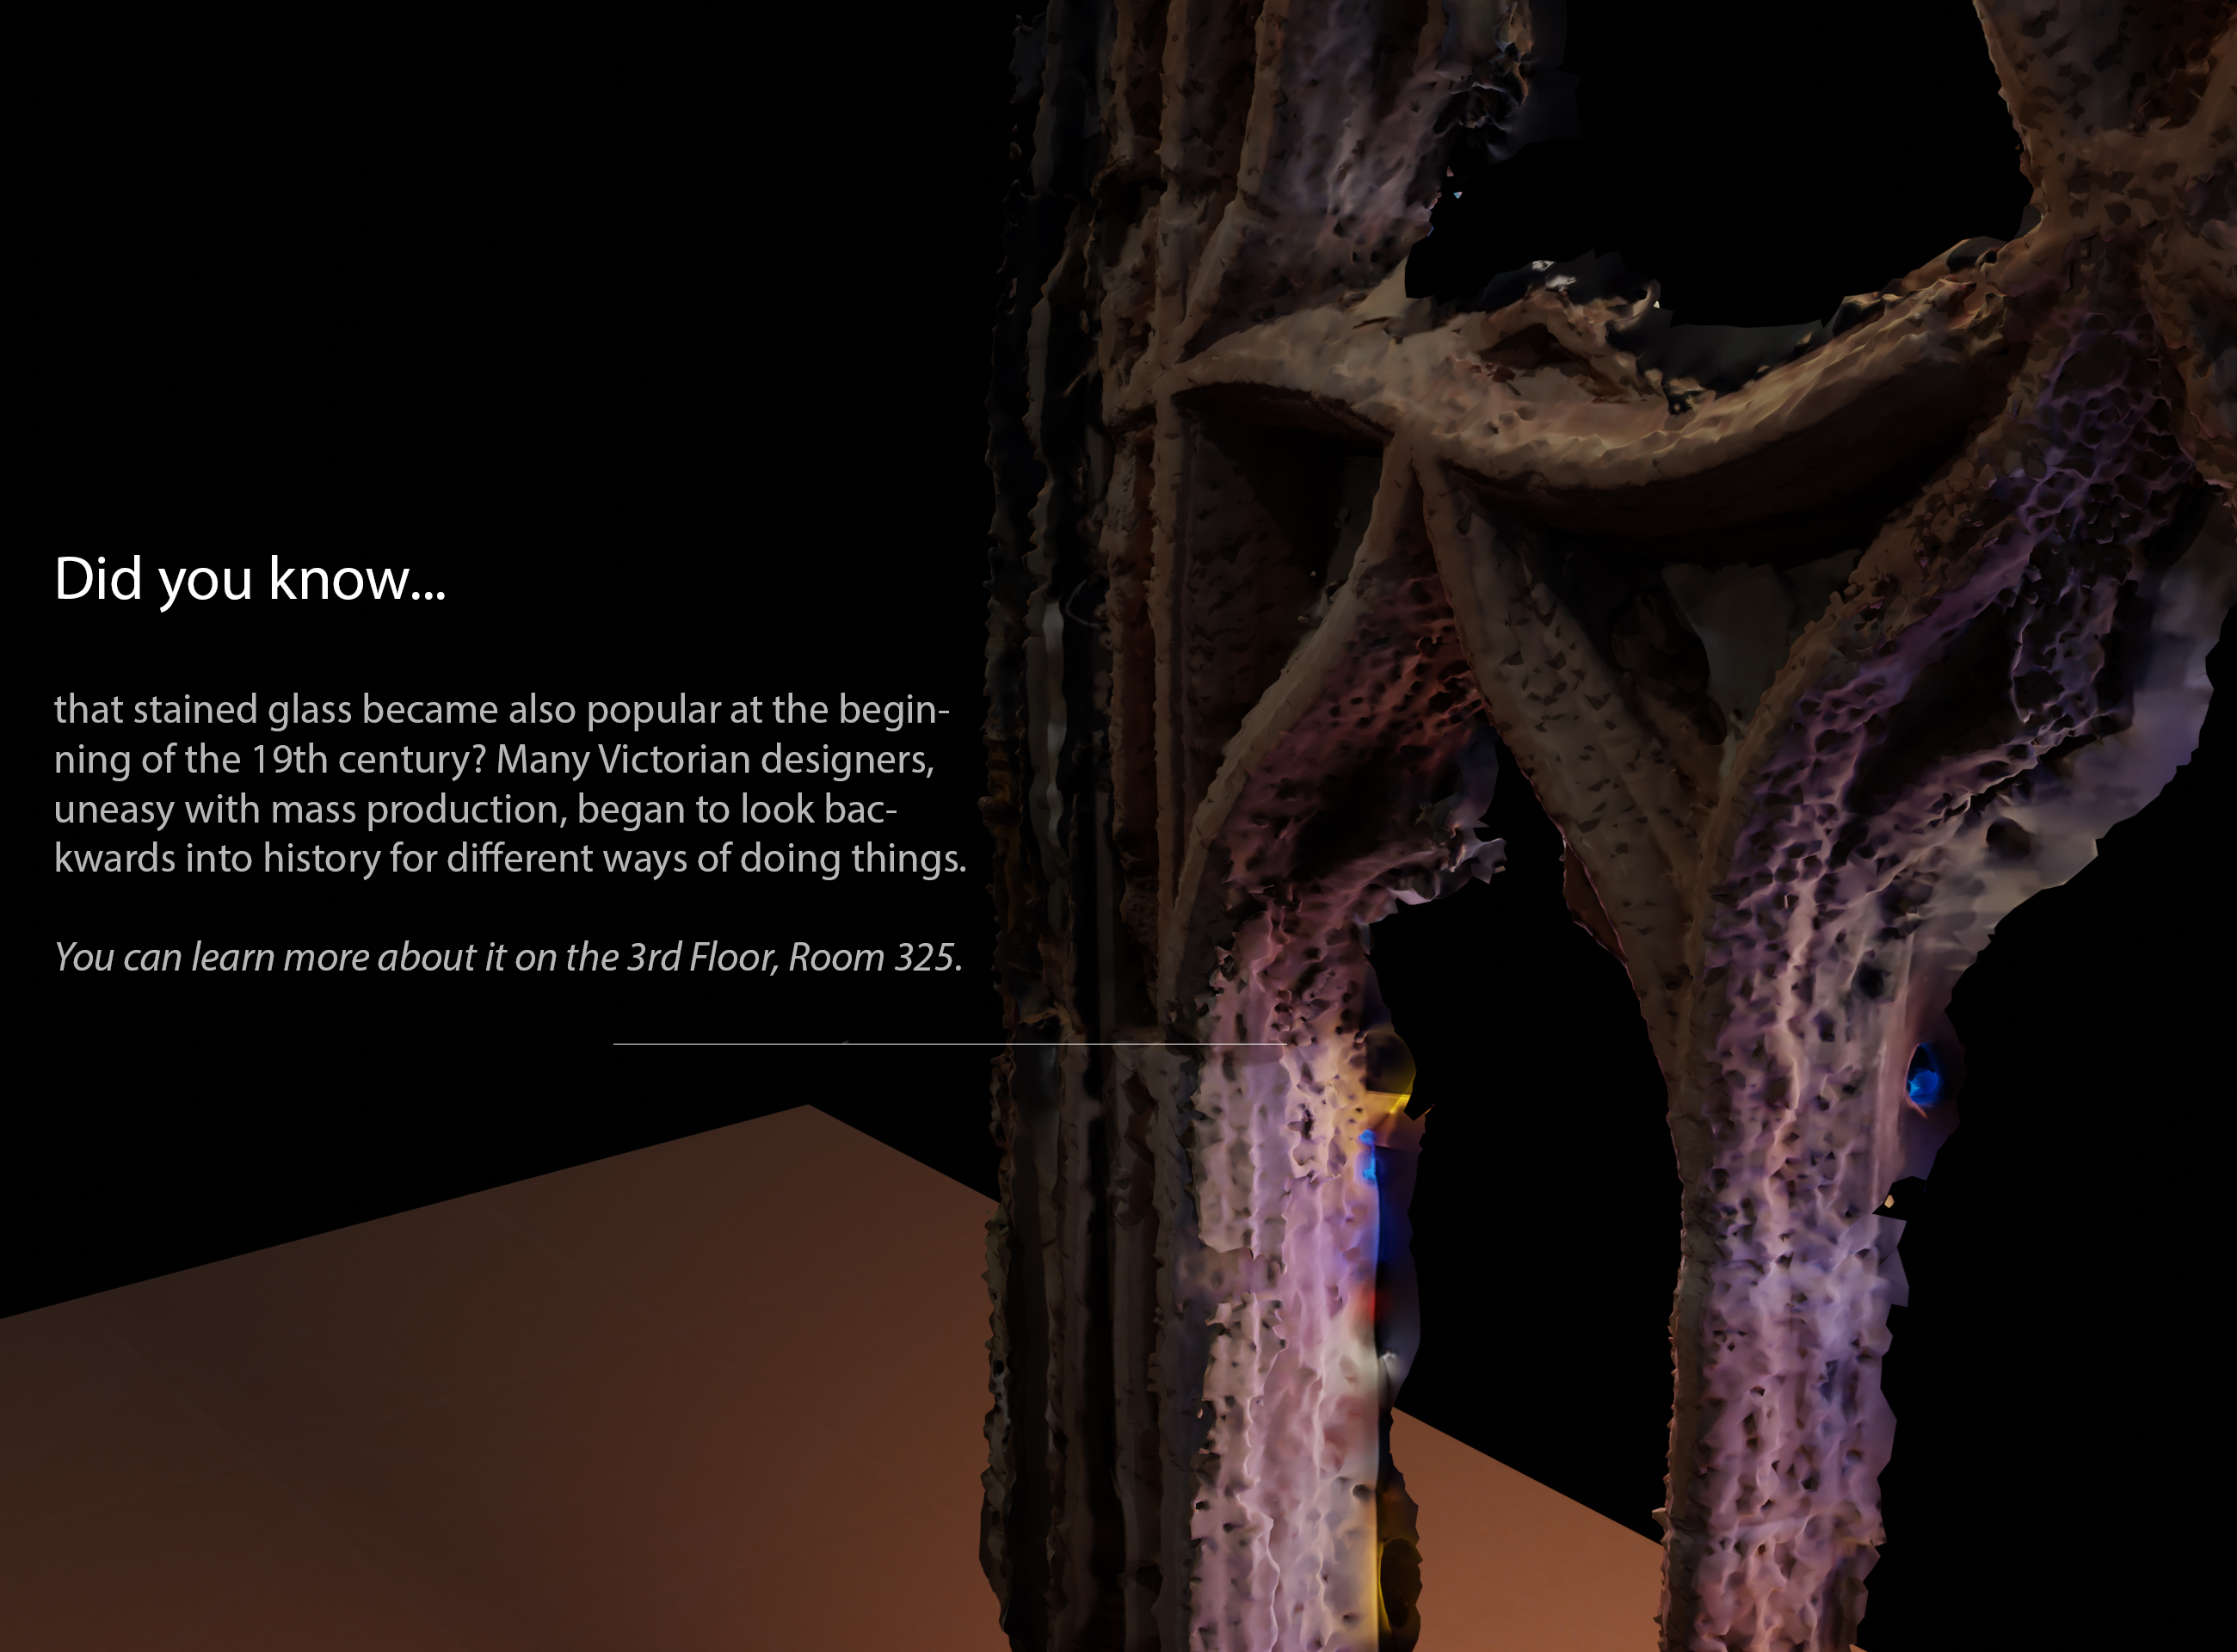 Did you know...
that stained glass became also popular at the begin-
ning of the 19th century? Many Victorian designers,
uneasy with mass production, began to look bac-
kwards into history for different ways of doing things.
You can learn more about it on the 3rd Floor, Room 325.